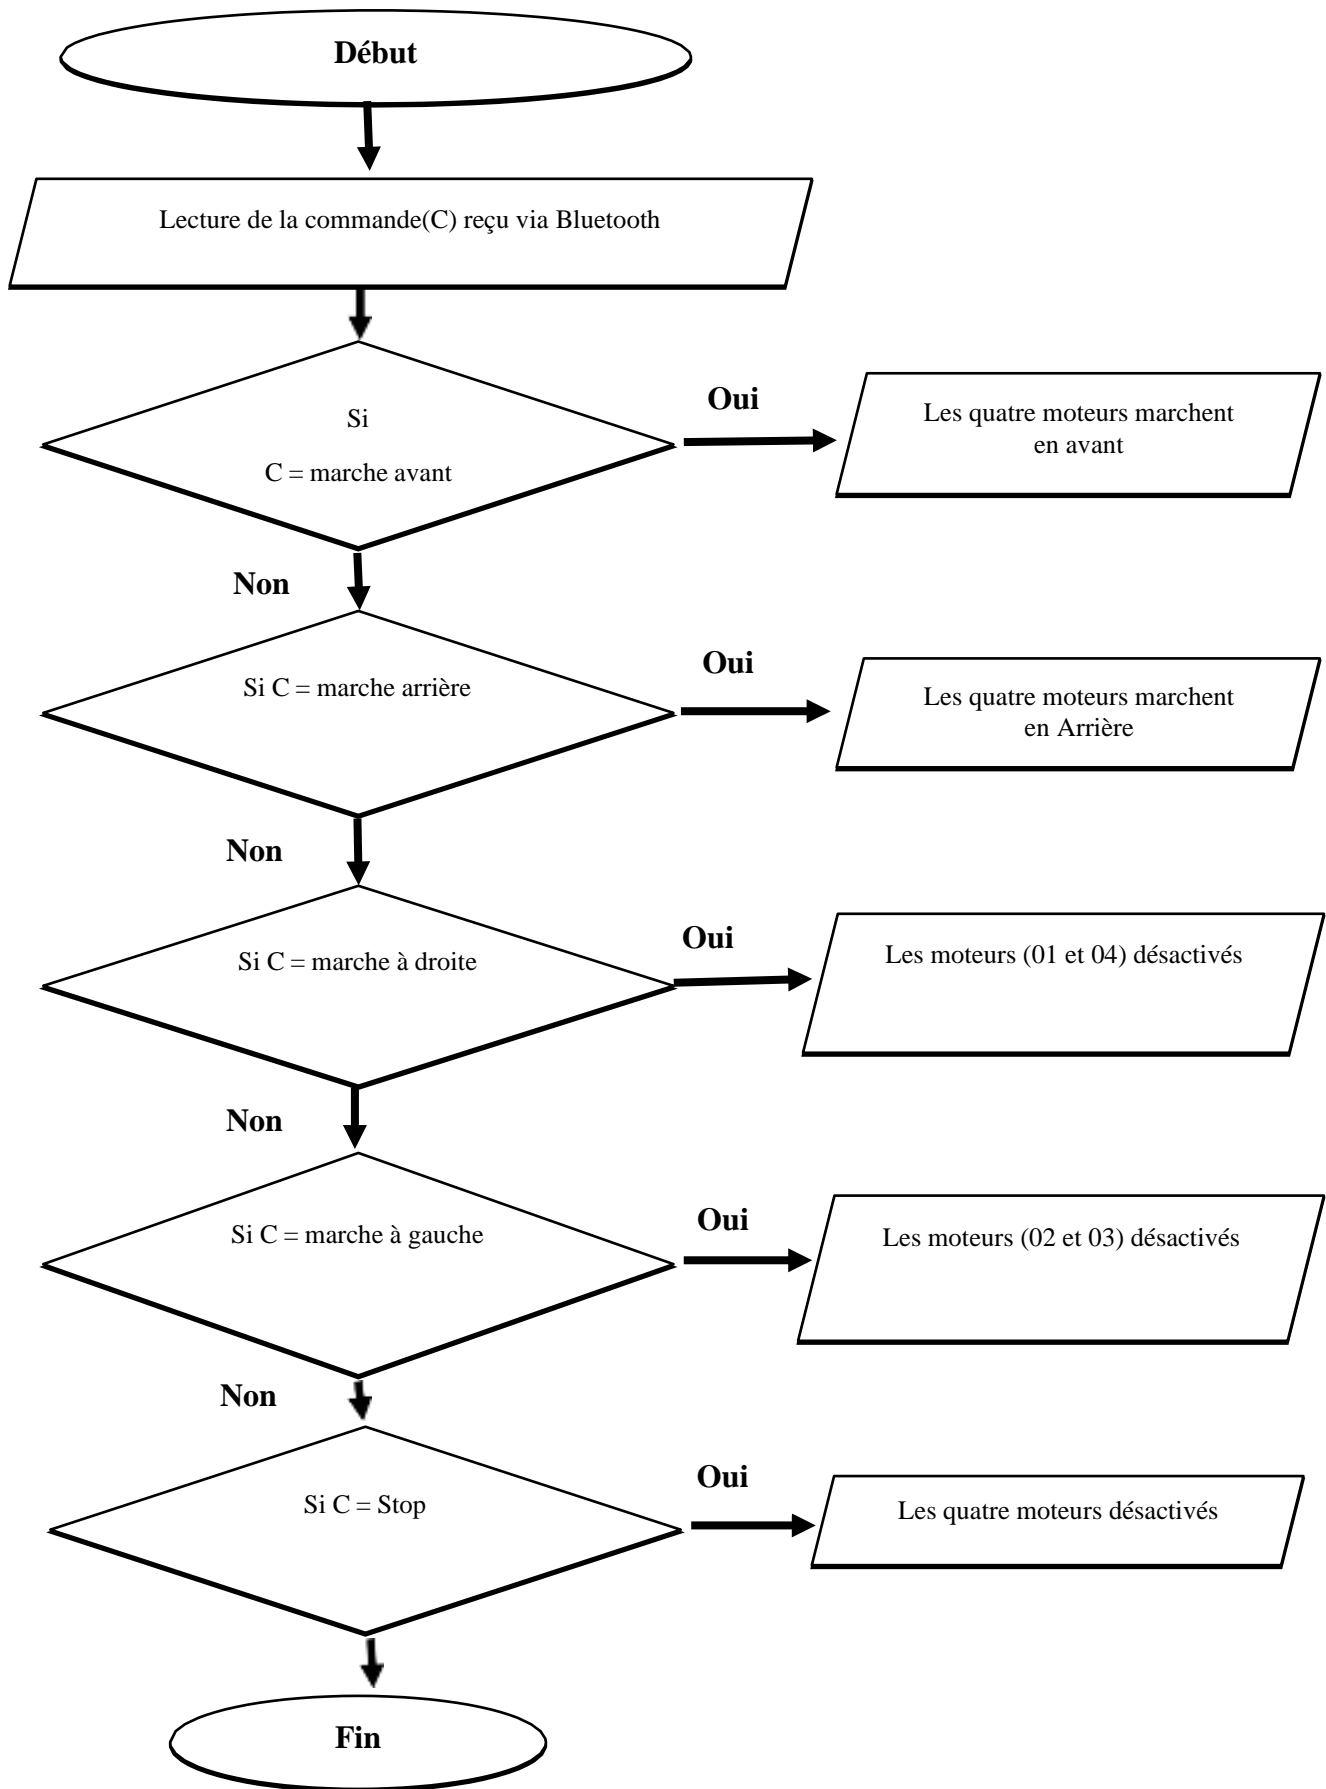 Début
Lecture de la commande(C) reçu via Bluetooth
Si
C = marche avant
Oui
Les quatre moteurs marchent
en avant
Non
Si C = marche arrière
Oui
Les quatre moteurs marchent
en Arrière
Non
Si C = marche à droite
Oui
Les moteurs (01 et 04) désactivés
Non
Si C = marche à gauche
Oui
Les moteurs (02 et 03) désactivés
Non
Si C = Stop
Oui
Les quatre moteurs désactivés
Fin